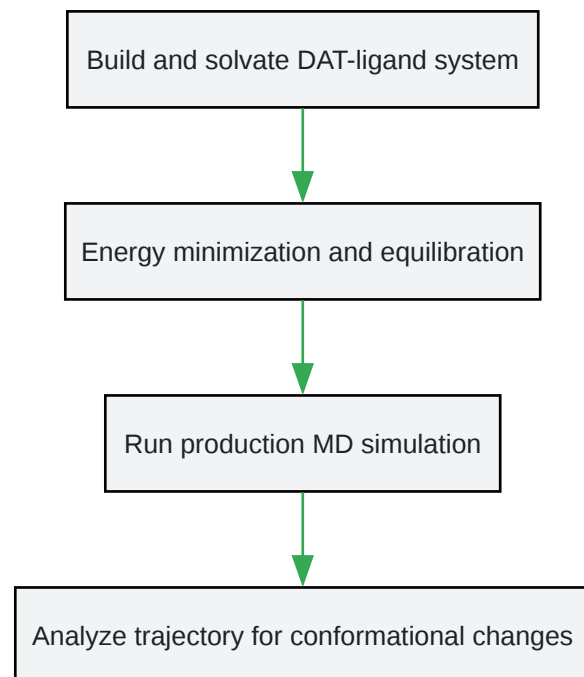 Build and solvate DAT-ligand system
Energy minimization and equilibration
Run production MD simulation
Analyze trajectory for conformational changes